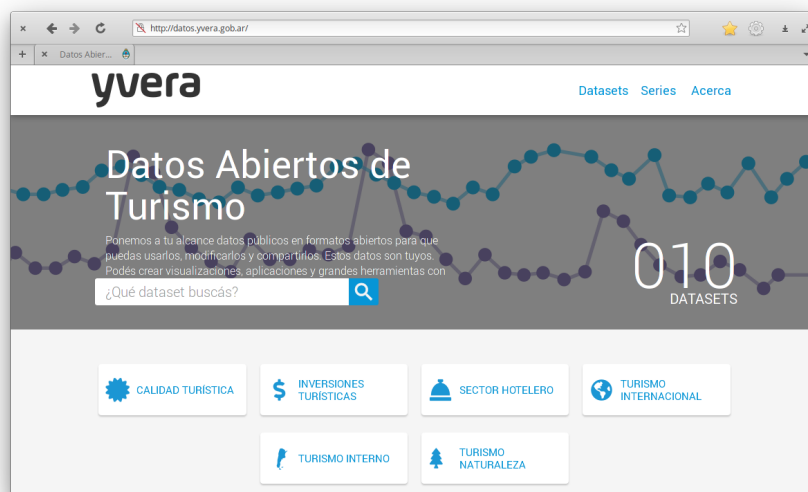 http://datos.yvera.gob.ar/
Datos Abier...
yvera
Datasets Series Acerca
Datos Abiertos de
Turismo
Ponemos a tu alcance datos públicos en formatos abiertos para que
puedas usarlos, modificarlos y compartirlos. Estos datos son tuyos.
Podés crear visualizaciones, aplicaciones y grandes herramientas con
¿Qué dataset buscás?
010
DATASETS
CALIDAD TURÍSTICA
INVERSIONES
TURÍSTICAS
SECTOR HOTELERO
TURISMO
INTERNACIONAL
TURISMO INTERNO
TURISMO
NATURALEZA